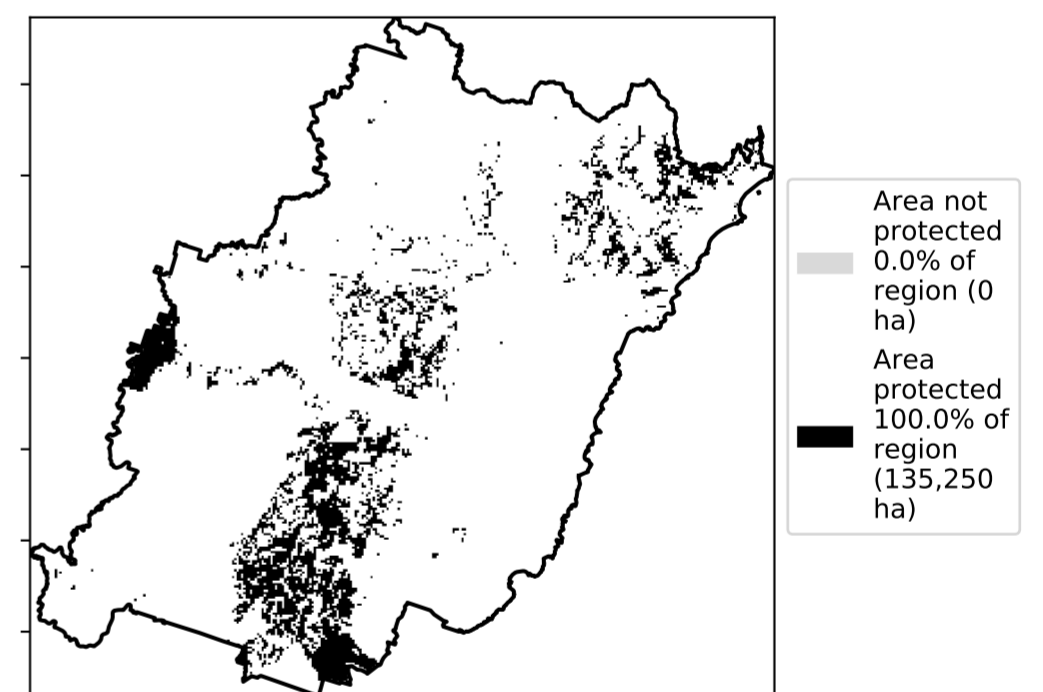 Area not
protected
0.0% of
region (0
ha)
Area
protected
100.0% of
region
(135,250
ha)